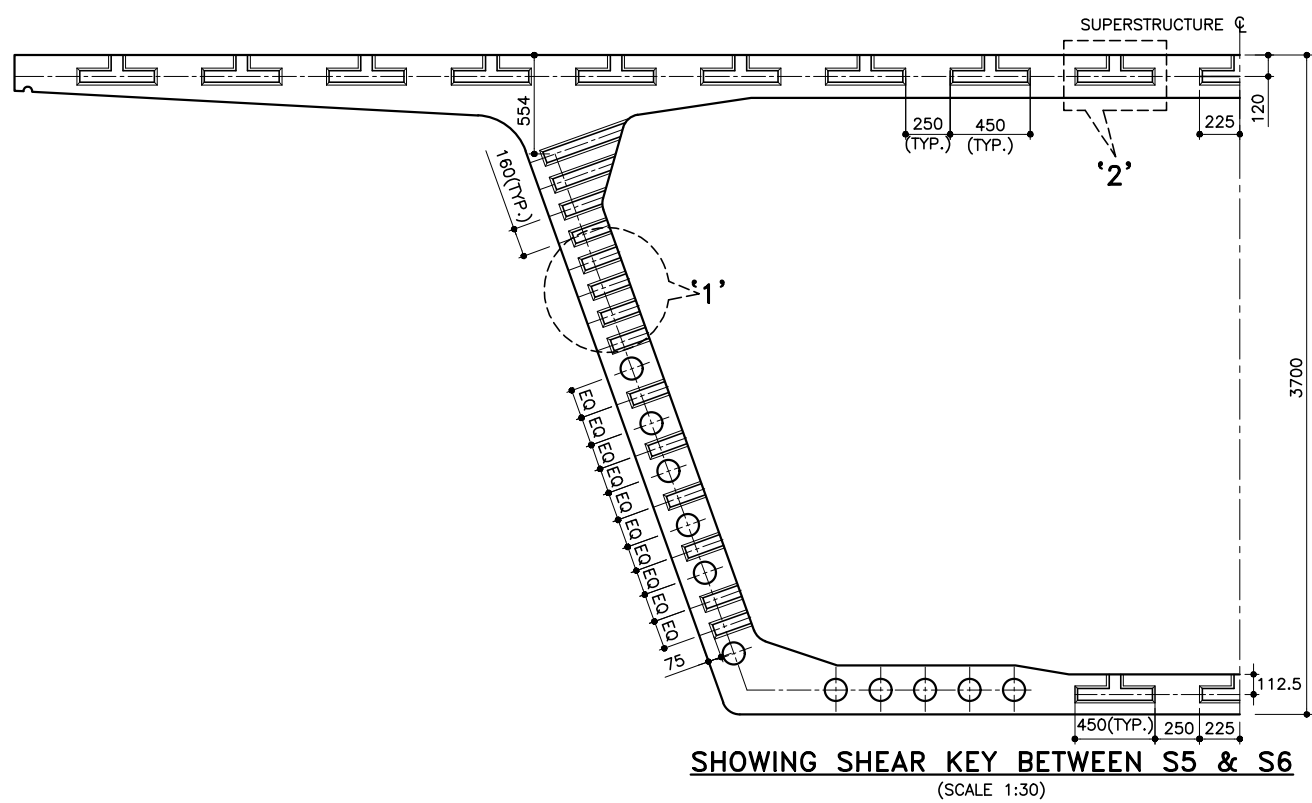 SUPERSTRUCTURE ℄
554
120
250
(TYP.)
450
(TYP.)
225
'2'
160(TYP.)
'1'
3700
EQ
EQ
EQ
EQ
EQ
EQ
EQ
EQ
EQ
EQ
75
112.5
450(TYP.)
250
225
SHOWING SHEAR KEY BETWEEN S5 & S6
(SCALE 1:30)